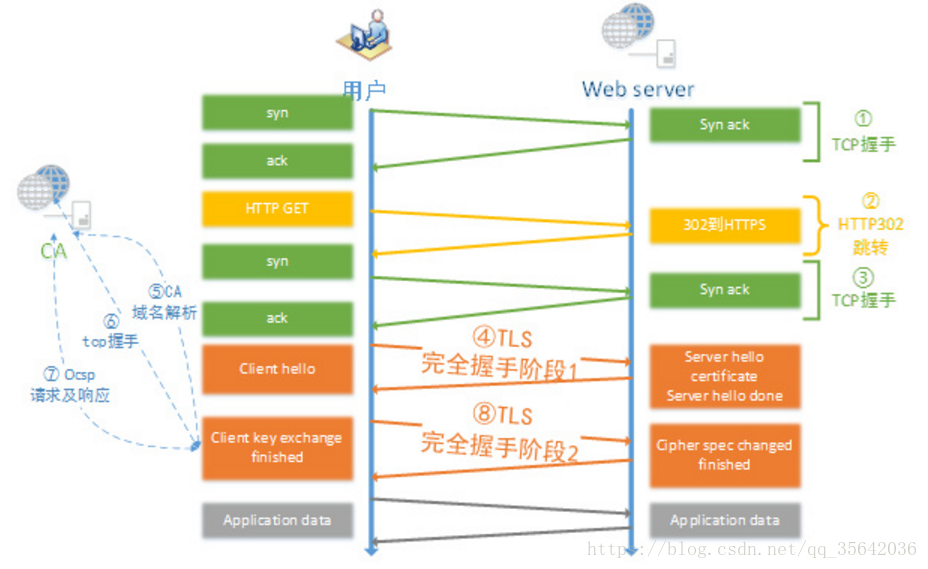 用户
Web server
syn
Syn ack
①
TCP握手
ack
HTTP GET
302到HTTPS
②
HTTP302
跳转
CA
syn
Syn ack
③
TCP握手
⑤CA
域名解析
ack
⑥
tcp握手
④TLS
完全握手阶段1
Client hello
Server hello
certificate
Server hello done
⑦ Ocsp
请求及响应
⑧TLS
完全握手阶段2
Client key exchange
finished
Cipher spec changed
finished
Application data
Application data
https://blog.csdn.net/qq_35642036